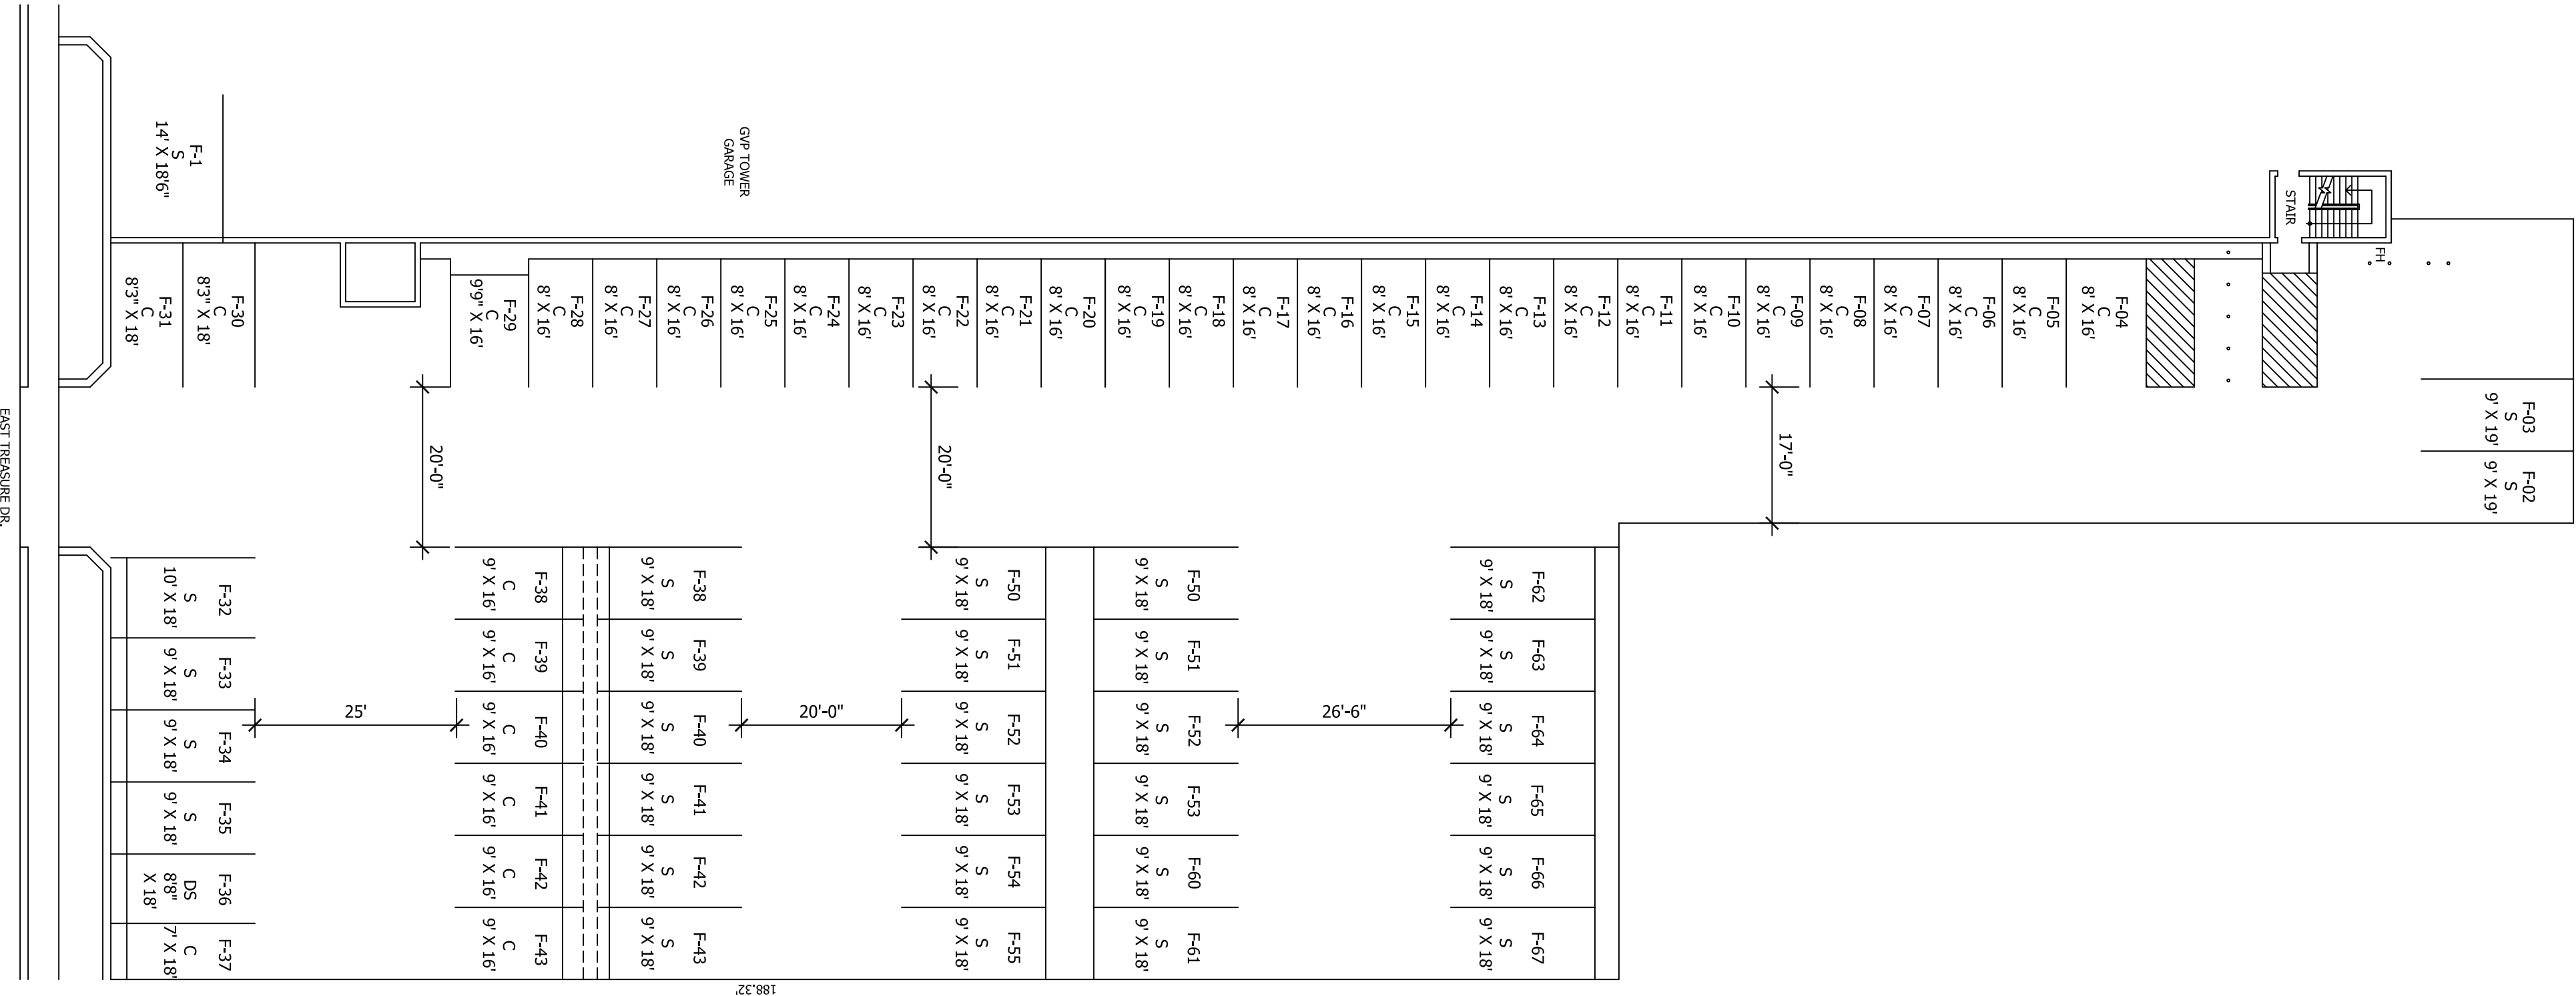 F-1
S
14' X 18'6"
GVP TOWER
GARAGE
STAIR
FH
F-31
C
8'3" X 18'
F-30
C
8'3" X 18'
F-29
C
9'9" X 16'
F-28
C
8' X 16'
F-27
C
8' X 16'
F-26
C
8' X 16'
F-25
C
8' X 16'
F-24
C
8' X 16'
F-23
C
8' X 16'
F-22
C
8' X 16'
F-21
C
8' X 16'
F-20
C
8' X 16'
F-19
C
8' X 16'
F-18
C
8' X 16'
F-17
C
8' X 16'
F-16
C
8' X 16'
F-15
C
8' X 16'
F-14
C
8' X 16'
F-13
C
8' X 16'
F-12
C
8' X 16'
F-11
C
8' X 16'
F-10
C
8' X 16'
F-09
C
8' X 16'
F-08
C
8' X 16'
F-07
C
8' X 16'
F-06
C
8' X 16'
F-05
C
8' X 16'
F-04
C
8' X 16'
F-03
S
9' X 19'
F-02
S
9' X 19'
20'-0"
20'-0"
17'-0"
EAST TREASURE DR.
F-32
S
10' X 18'
F-33
S
9' X 18'
F-34
S
9' X 18'
F-35
S
9' X 18'
F-36
DS
8'8"
X 18'
F-37
C
7' X 18'
25'
F-38
C
9' X 16'
F-39
C
9' X 16'
F-40
C
9' X 16'
F-41
C
9' X 16'
F-42
C
9' X 16'
F-43
C
9' X 16'
F-38
S
9' X 18'
F-39
S
9' X 18'
F-40
S
9' X 18'
F-41
S
9' X 18'
F-42
S
9' X 18'
F-43
S
9' X 18'
20'-0"
F-50
S
9' X 18'
F-51
S
9' X 18'
F-52
S
9' X 18'
F-53
S
9' X 18'
F-54
S
9' X 18'
F-55
S
9' X 18'
F-50
S
9' X 18'
F-51
S
9' X 18'
F-52
S
9' X 18'
F-53
S
9' X 18'
F-60
S
9' X 18'
F-61
S
9' X 18'
26'-6"
F-62
S
9' X 18'
F-63
S
9' X 18'
F-64
S
9' X 18'
F-65
S
9' X 18'
F-66
S
9' X 18'
F-67
S
9' X 18'
188.32'